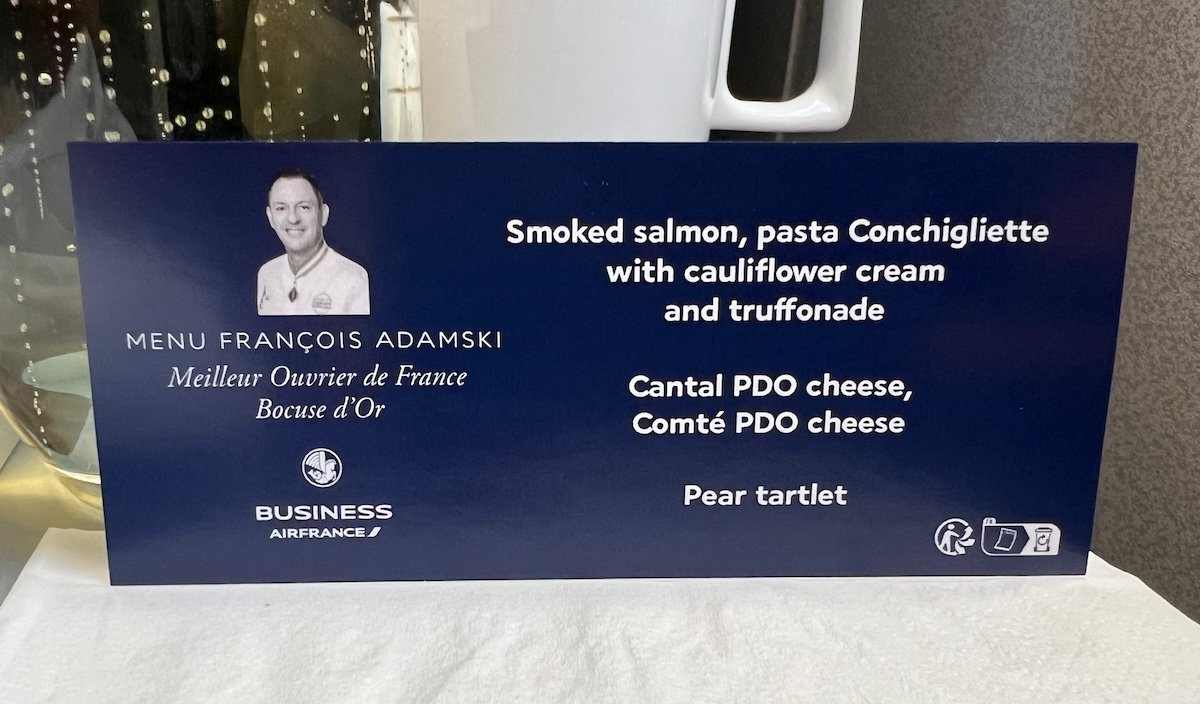 MENU FRANÇOIS ADAMSKI
Meilleur Ouvrier de France
Bocuse d'Or
BUSINESS
AIRFRANCE
Smoked salmon, pasta Conchigliette
with cauliflower cream
and truffonade
Cantal PDO cheese,
Comté PDO cheese
Pear tartlet